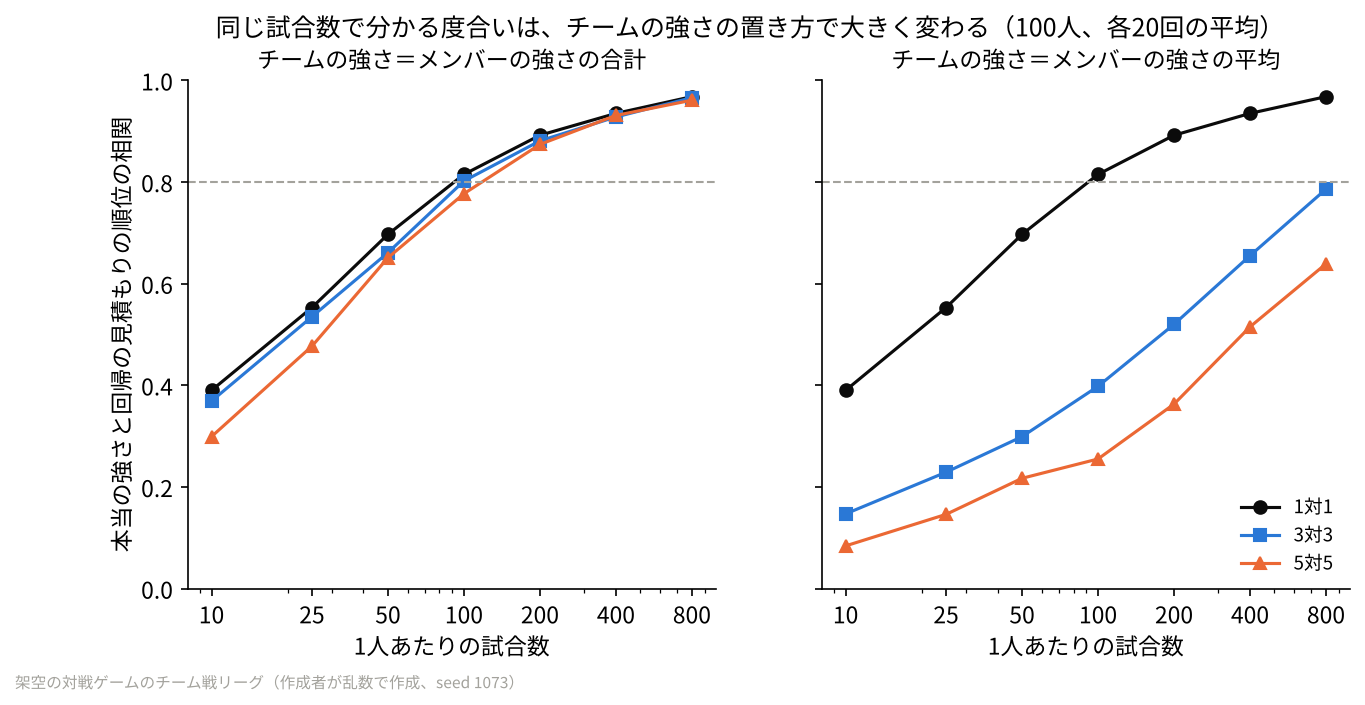 同じ試合数で分かる度合いは、チームの強さの置き方で大きく変わる（100人、各20回の平均）
チームの強さ＝メンバーの強さの合計
チームの強さ＝メンバーの強さの平均
本当の強さと回帰の見積もりの順位の相関
1.0
0.8
0.6
0.4
0.2
0.0
10 25 50 100 200 400 800
1人あたりの試合数
10 25 50 100 200 400 800
1人あたりの試合数
1対1
3対3
5対5
架空の対戦ゲームのチーム戦リーグ（作成者が乱数で作成、seed 1073）